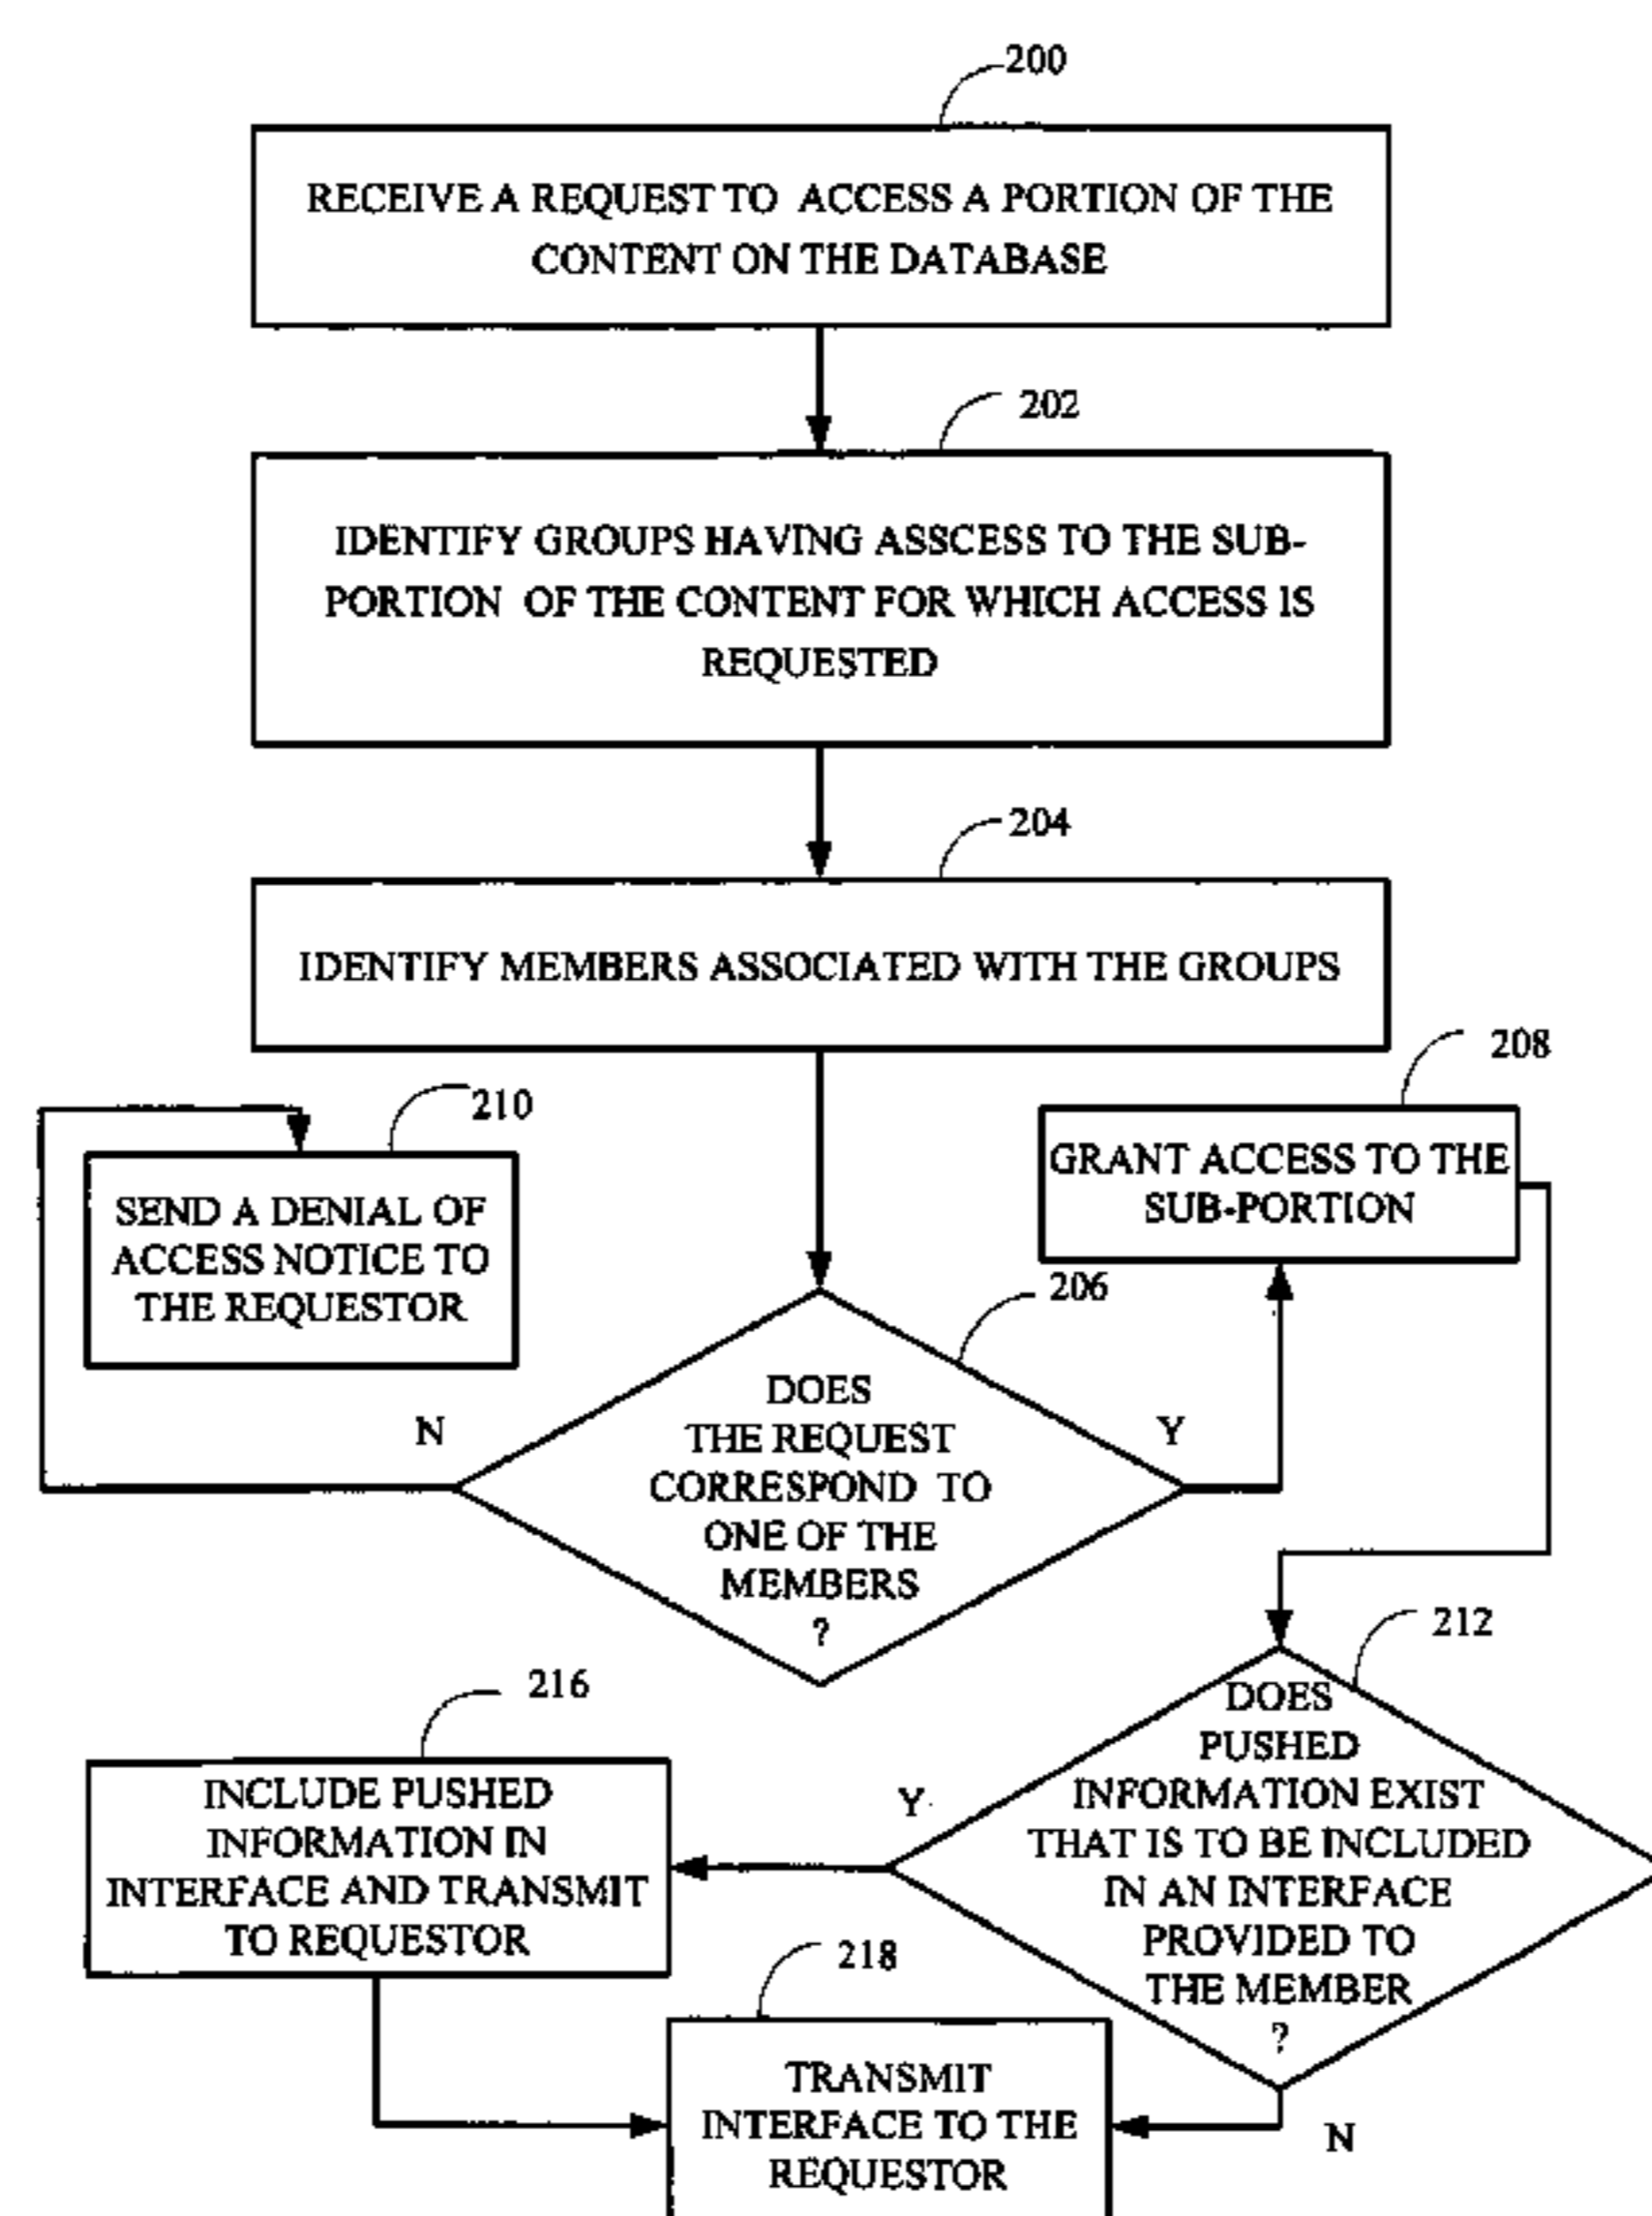 200
RECEIVE A REQUEST TO ACCESS A PORTION OF THE
CONTENT ON THE DATABASE
202
IDENTIFY GROUPS HAVING ASSCESS TO THE SUB-
PORTION OF THE CONTENT FOR WHICH ACCESS IS
REQUESTED
204
IDENTIFY MEMBERS ASSOCIATED WITH THE GROUPS
208
GRANT ACCESS TO THE
SUB-PORTION
210
SEND A DENIAL OF
ACCESS NOTICE TO
THE REQUESTOR
206
DOES
THE REQUEST
CORRESPOND TO
ONE OF THE
MEMBERS
?
N
Y
212
DOES
PUSHED
INFORMATION EXIST
THAT IS TO BE INCLUDED
IN AN INTERFACE
PROVIDED TO
THE MEMBER
?
Y
N
216
INCLUDE PUSHED
INFORMATION IN
INTERFACE AND TRANSMIT
TO REQUESTOR
218
TRANSMIT
INTERFACE TO THE
REQUESTOR